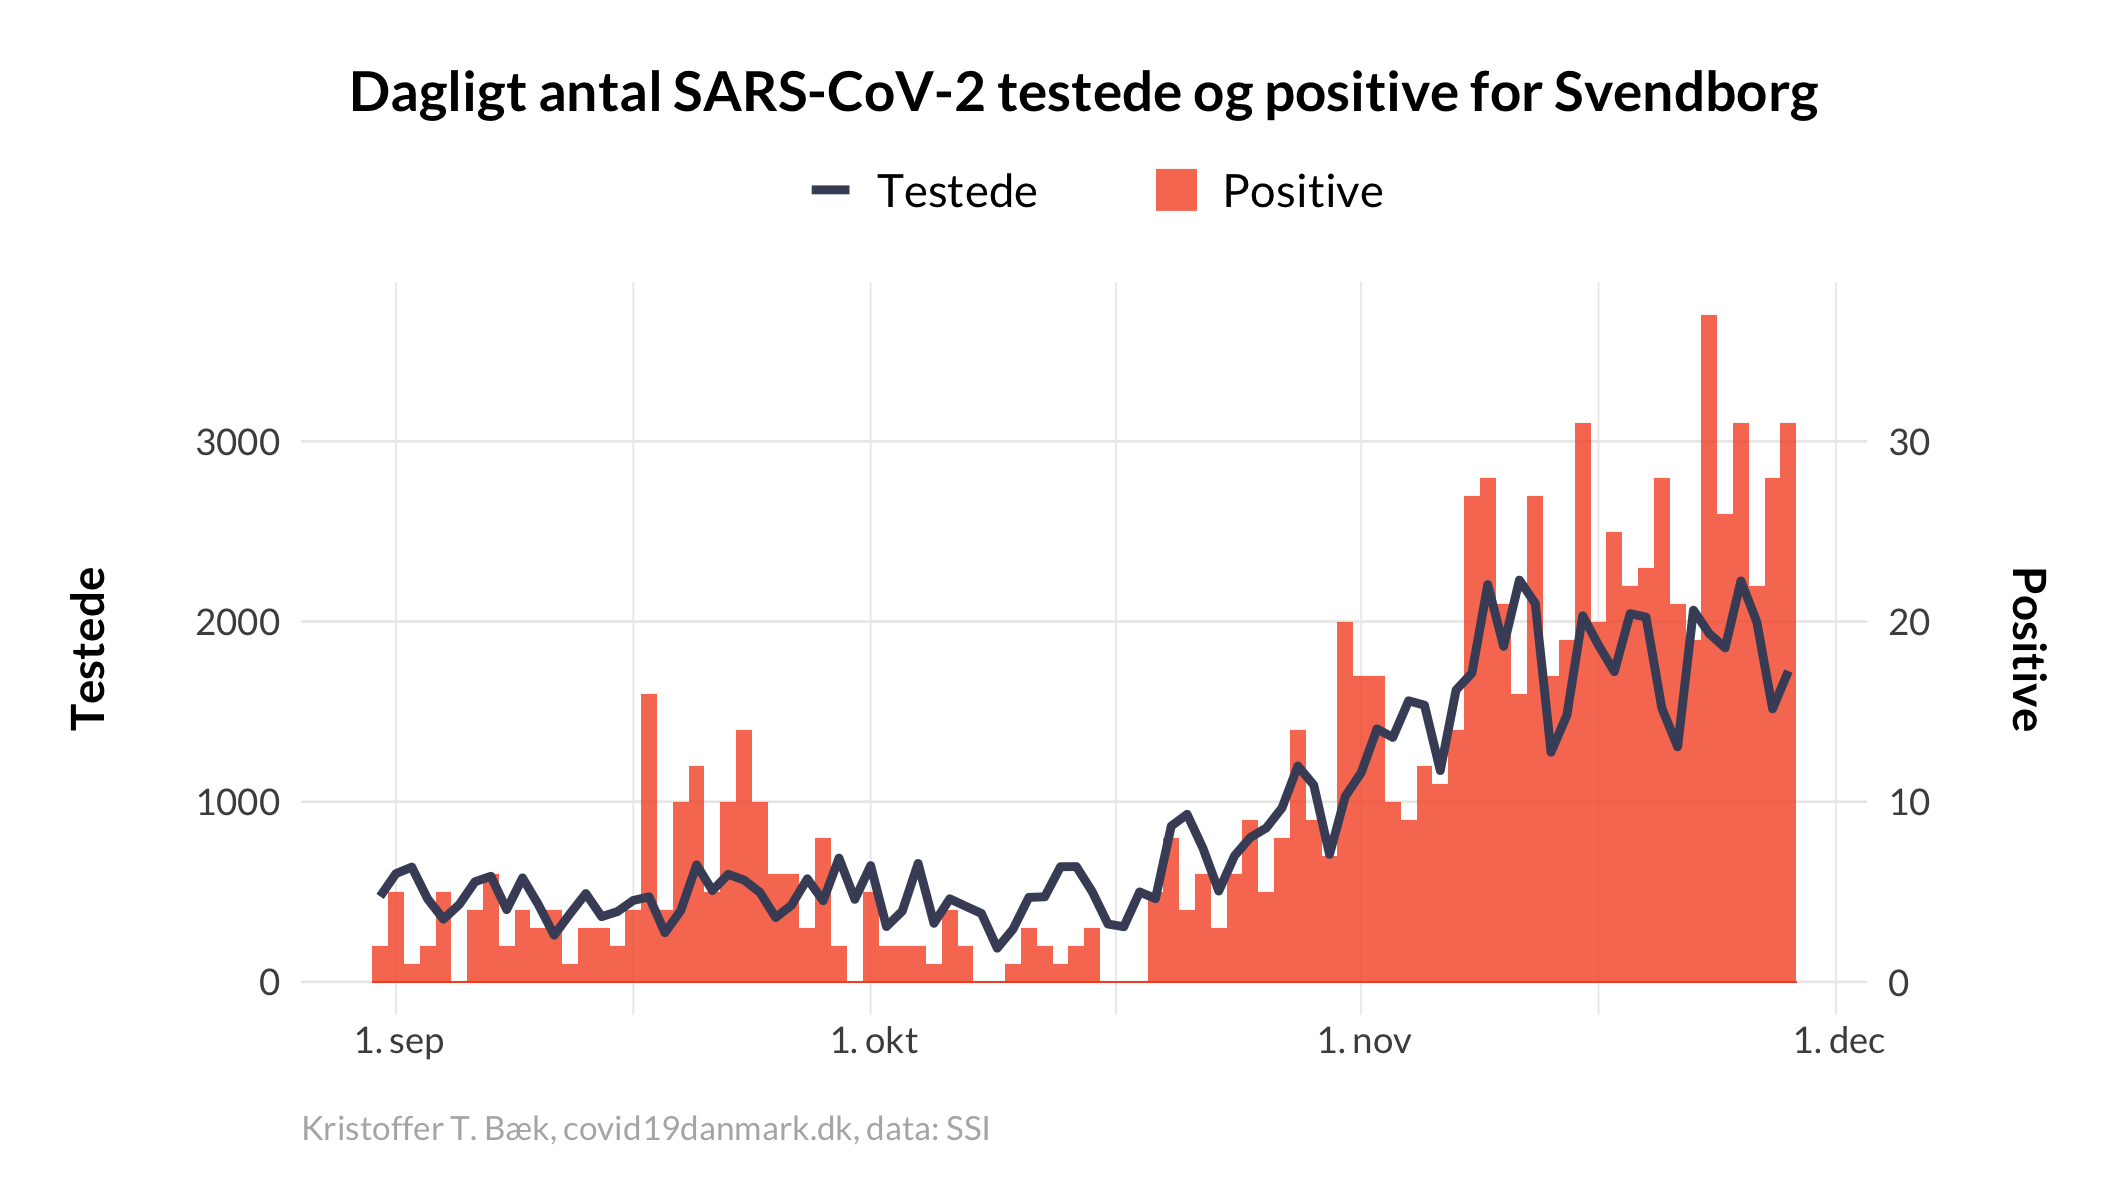 Dagligt antal SARS-CoV-2 testede og positive for Svendborg
Testede
Positive
3000
2000
1000
0
Testede
30
20
10
0
Positive
1. sep
1. okt
1. nov
1. dec
Kristoffer T. Bæk, covid19danmark.dk, data: SSI